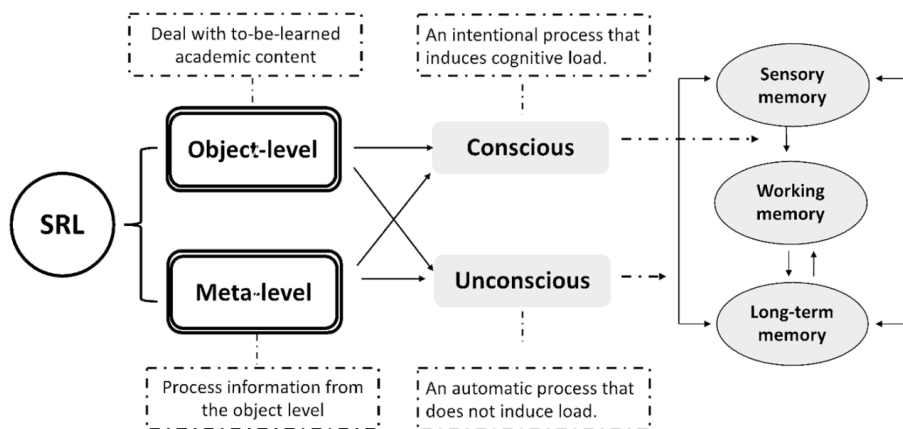 Deal with to-be-learned
academic content
An intentional process that
induces cognitive load.
SRL
Object-level
Meta-level
Conscious
Unconscious
Process information from
the object level
An automatic process that
does not induce load.
Sensory
memory
Working
memory
Long-term
memory